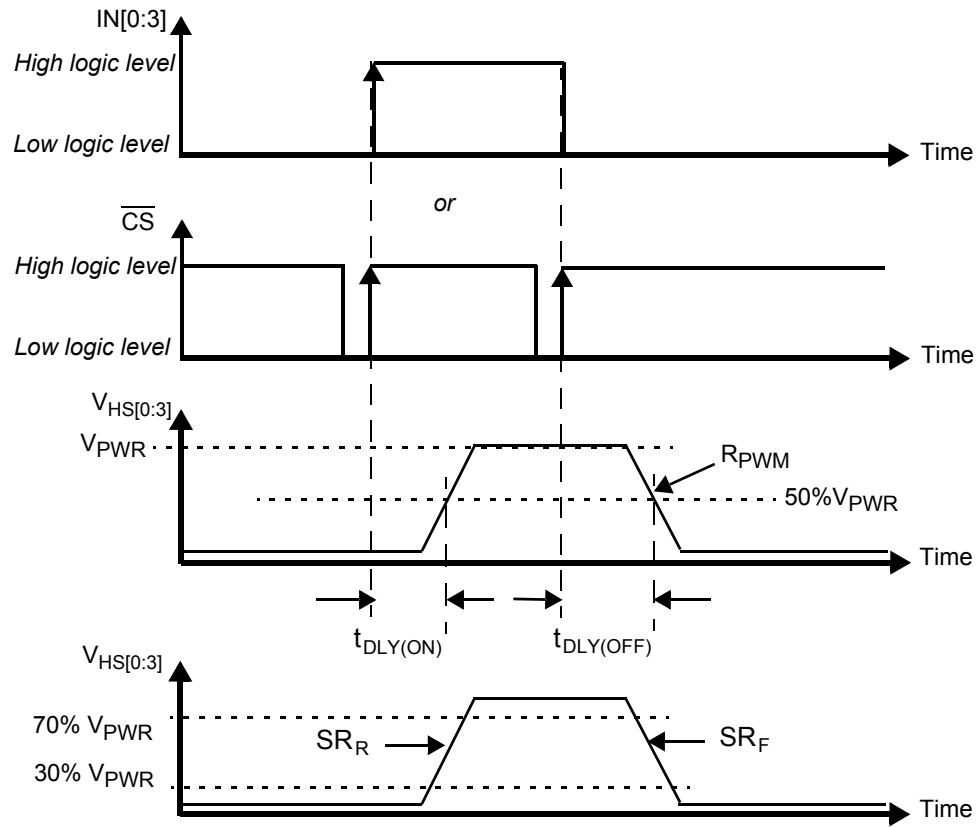 IN[0:3]
High logic level
Low logic level
Time
or
CS
High logic level
Low logic level
Time
VHS[0:3]
VPWR
RPWM
50%VPWR
Time
tDLY(ON)
tDLY(OFF)
VHS[0:3]
70% VPWR
SRR
SRF
30% VPWR
Time